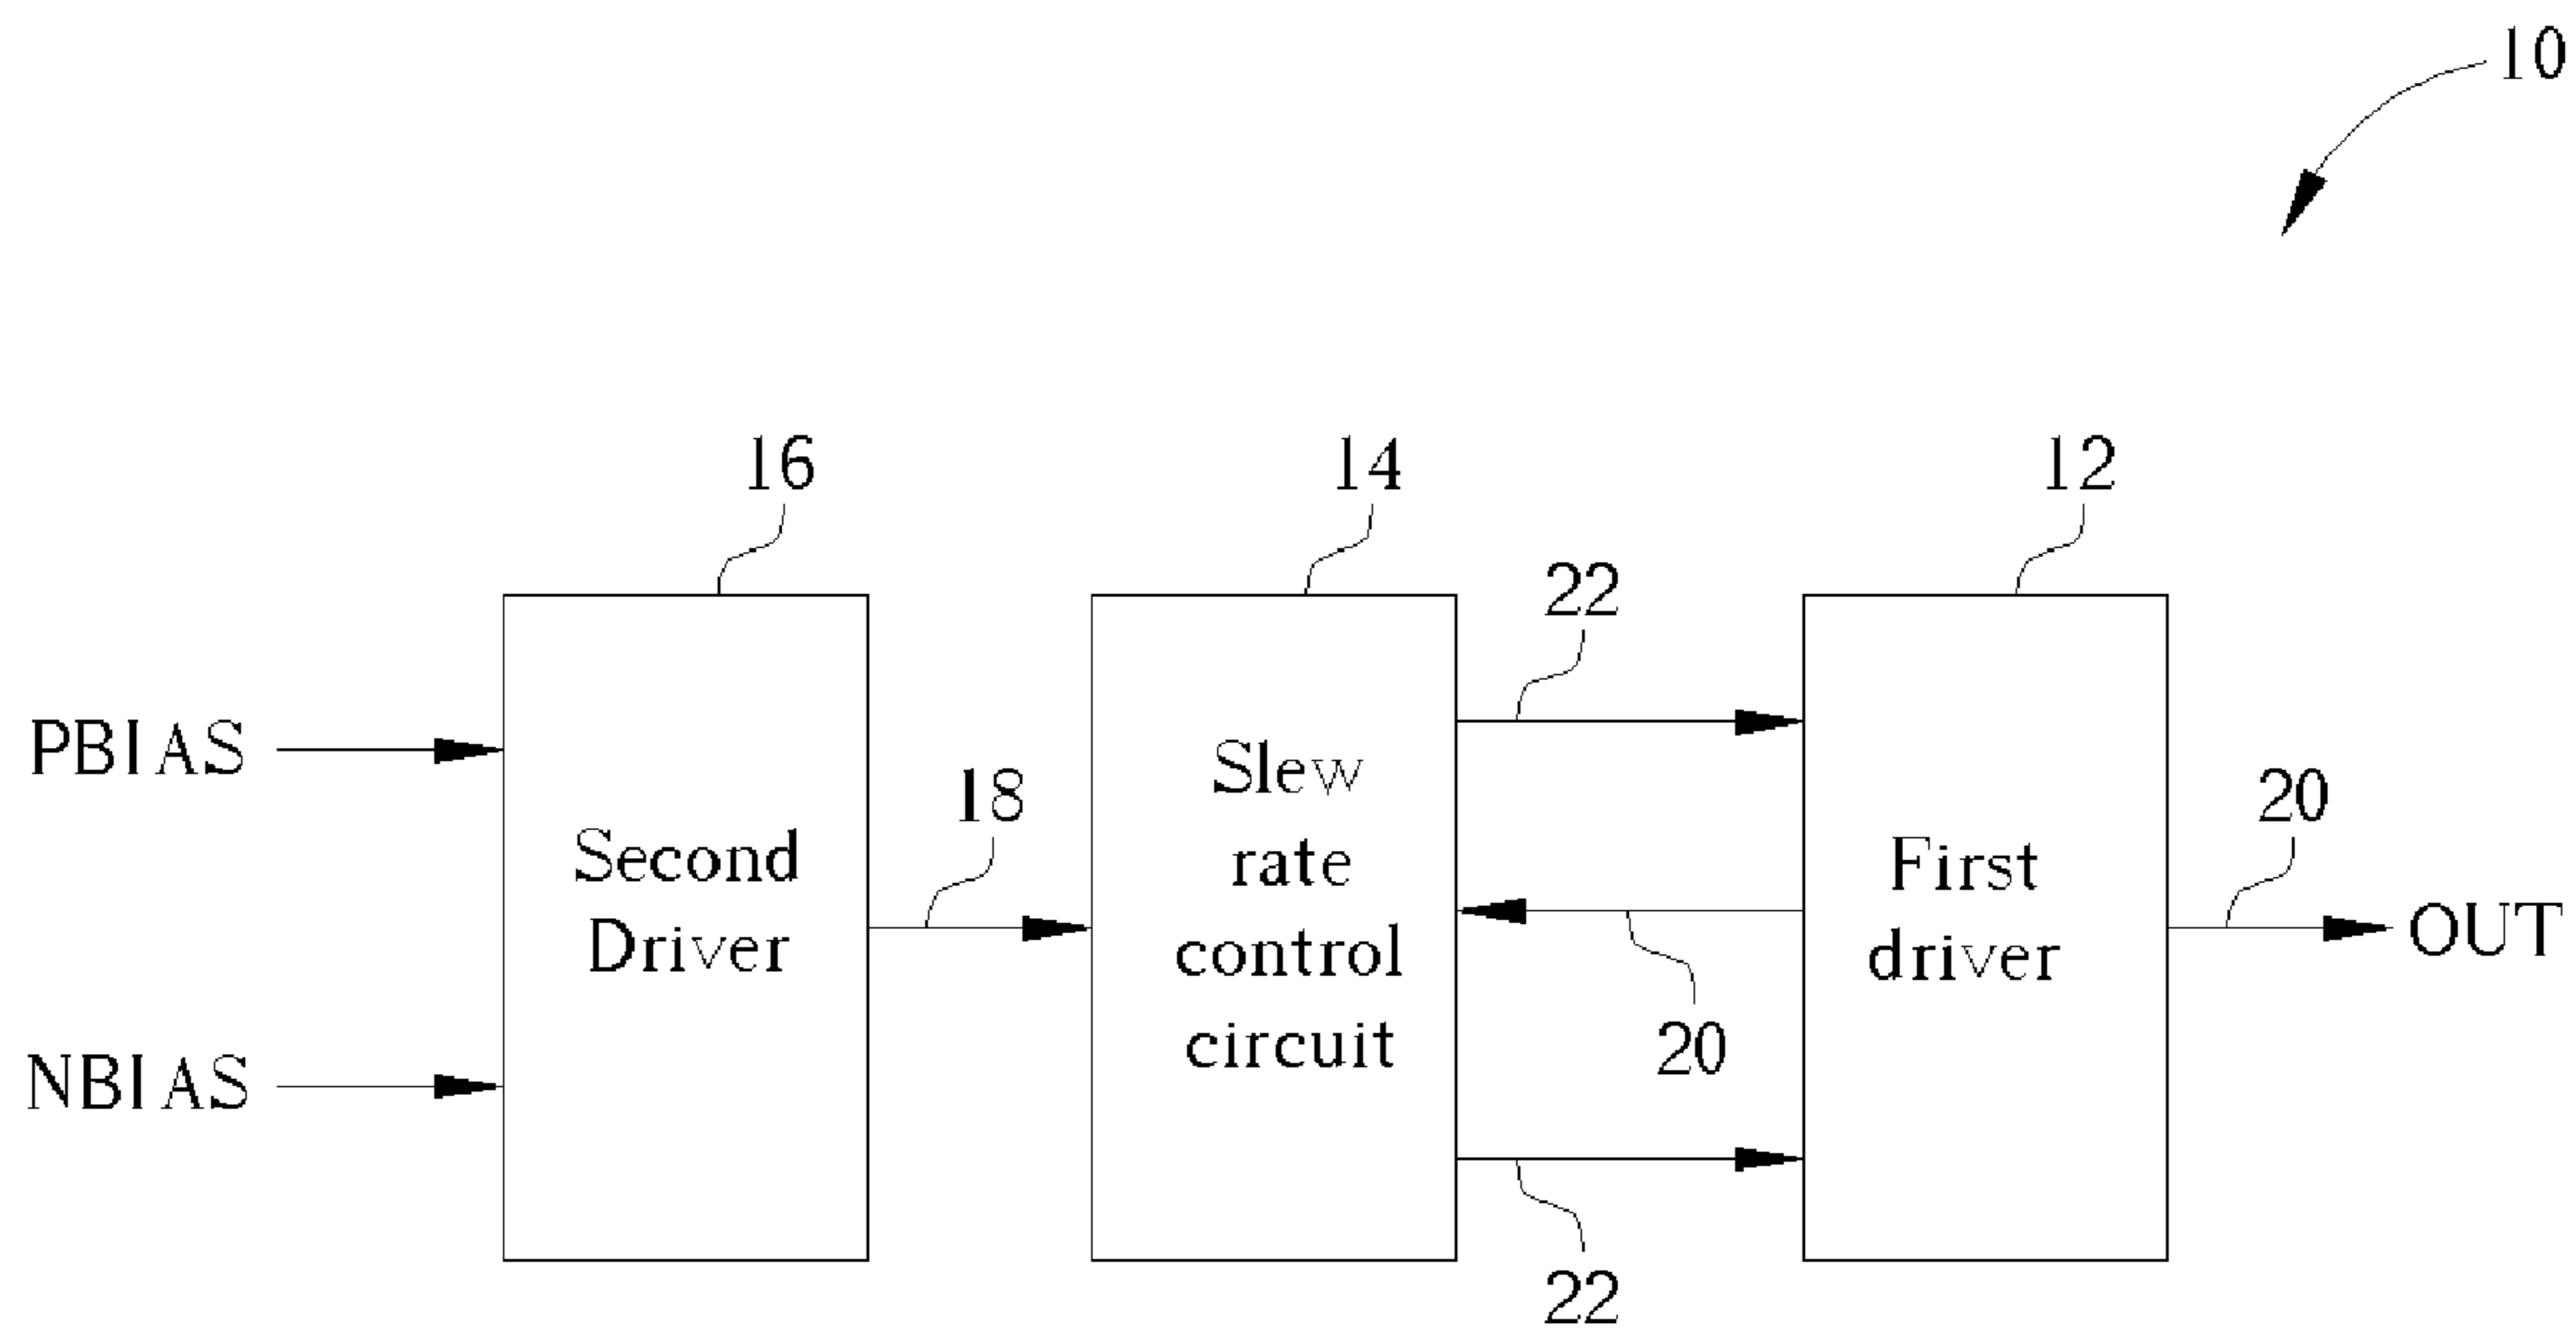 10
16
14
12
22
PBIAS
NBIAS
Second
Driver
18
Slew
rate
control
circuit
20
First
driver
20
OUT
22